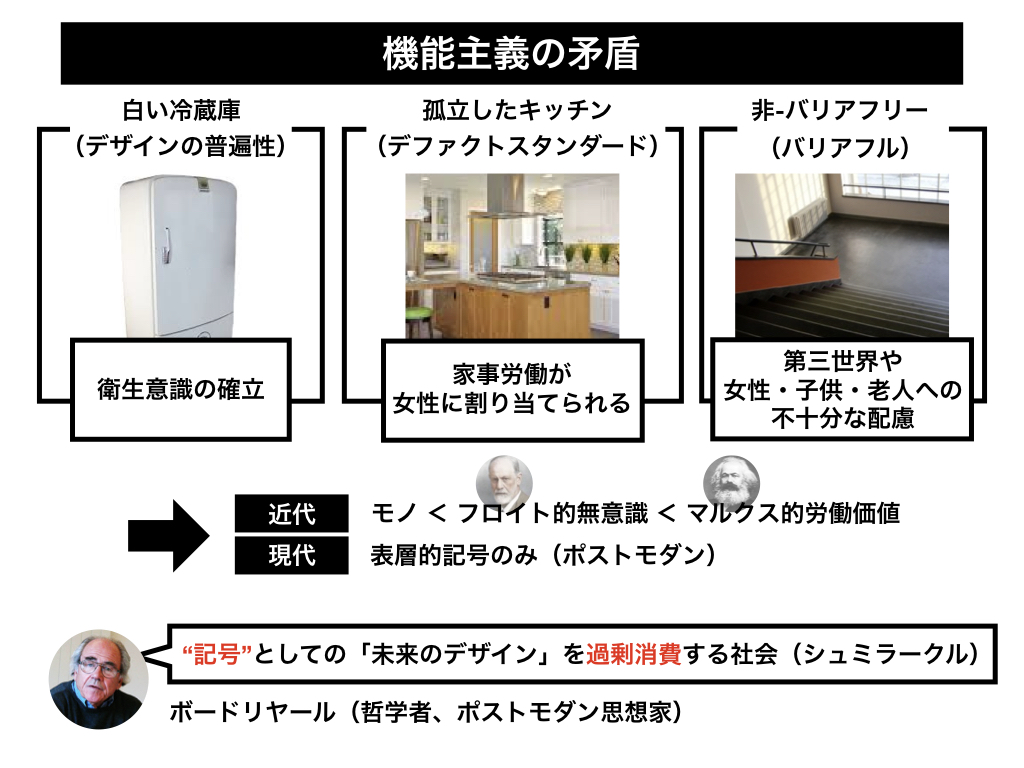 機能主義の矛盾
白い冷蔵庫
（デザインの普遍性）
衛生意識の確立
孤立したキッチン
（デファクトスタンダード）
家事労働が
女性に割り当てられる
非-バリアフリー
（バリアフル）
第三世界や
女性・子供・老人への
不十分な配慮
近代
モノ ＜ フロイト的無意識 ＜ マルクス的労働価値
現代
表層的記号のみ（ポストモダン）
“記号”としての「未来のデザイン」を過剰消費する社会（シュミラークル）
ボードリヤール（哲学者、ポストモダン思想家）